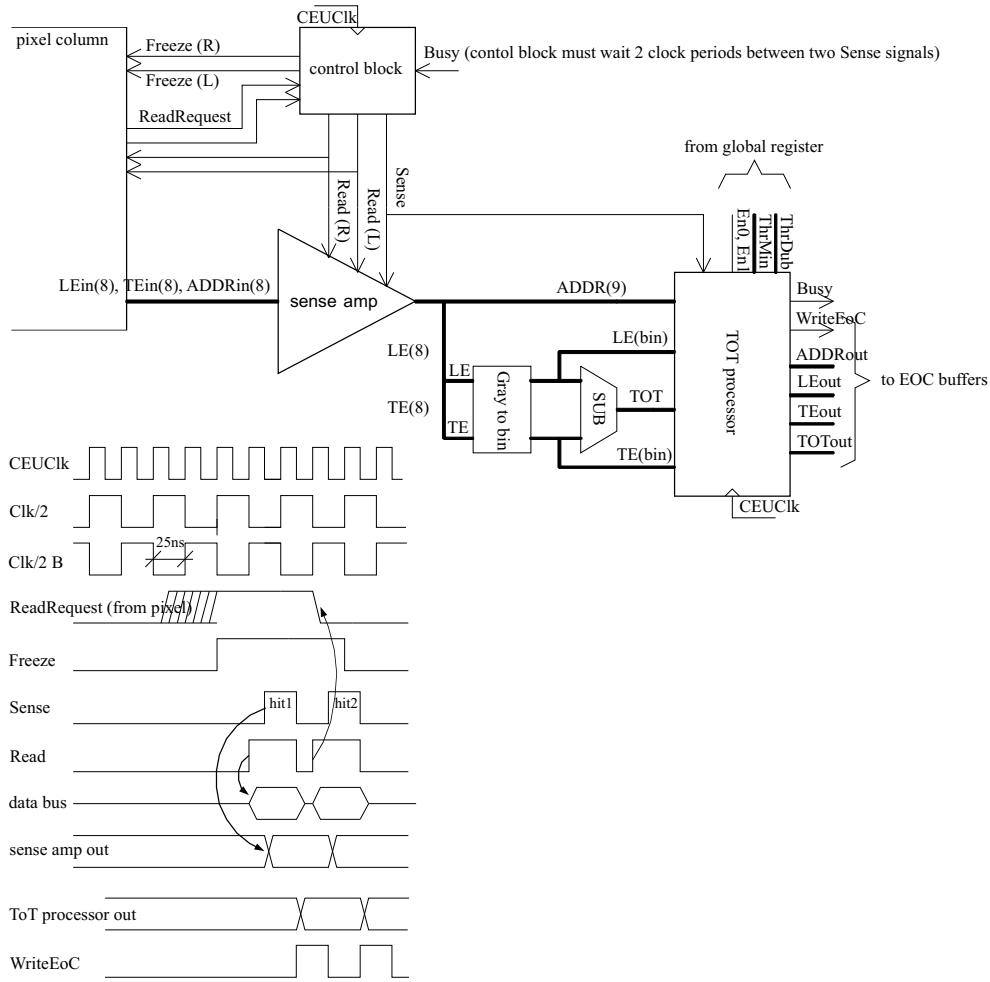 CEUClk
pixel column
Freeze (R)
control block
Busy (contol block must wait 2 clock periods between two Sense signals)
Freeze (L)
ReadRequest
from global register
Read (R)
Read (L)
Sense
En0, En1
ThrMin
ThrDub
LEin(8), TEin(8), ADDRin(8)
sense amp
ADDR(9)
Busy
WriteEoC
LE(bin)
TOT processor
ADDRout
LE(8)
LE
Gray to bin
SUB
TOT
LEout
to EOC buffers
TE(8)
TE
TEout
TE(bin)
TOTout
CEUClk
CEUClk
Clk/2
25ns
Clk/2 B
ReadRequest (from pixel)
Freeze
Sense
hit1
hit2
Read
data bus
sense amp out
ToT processor out
WriteEoC